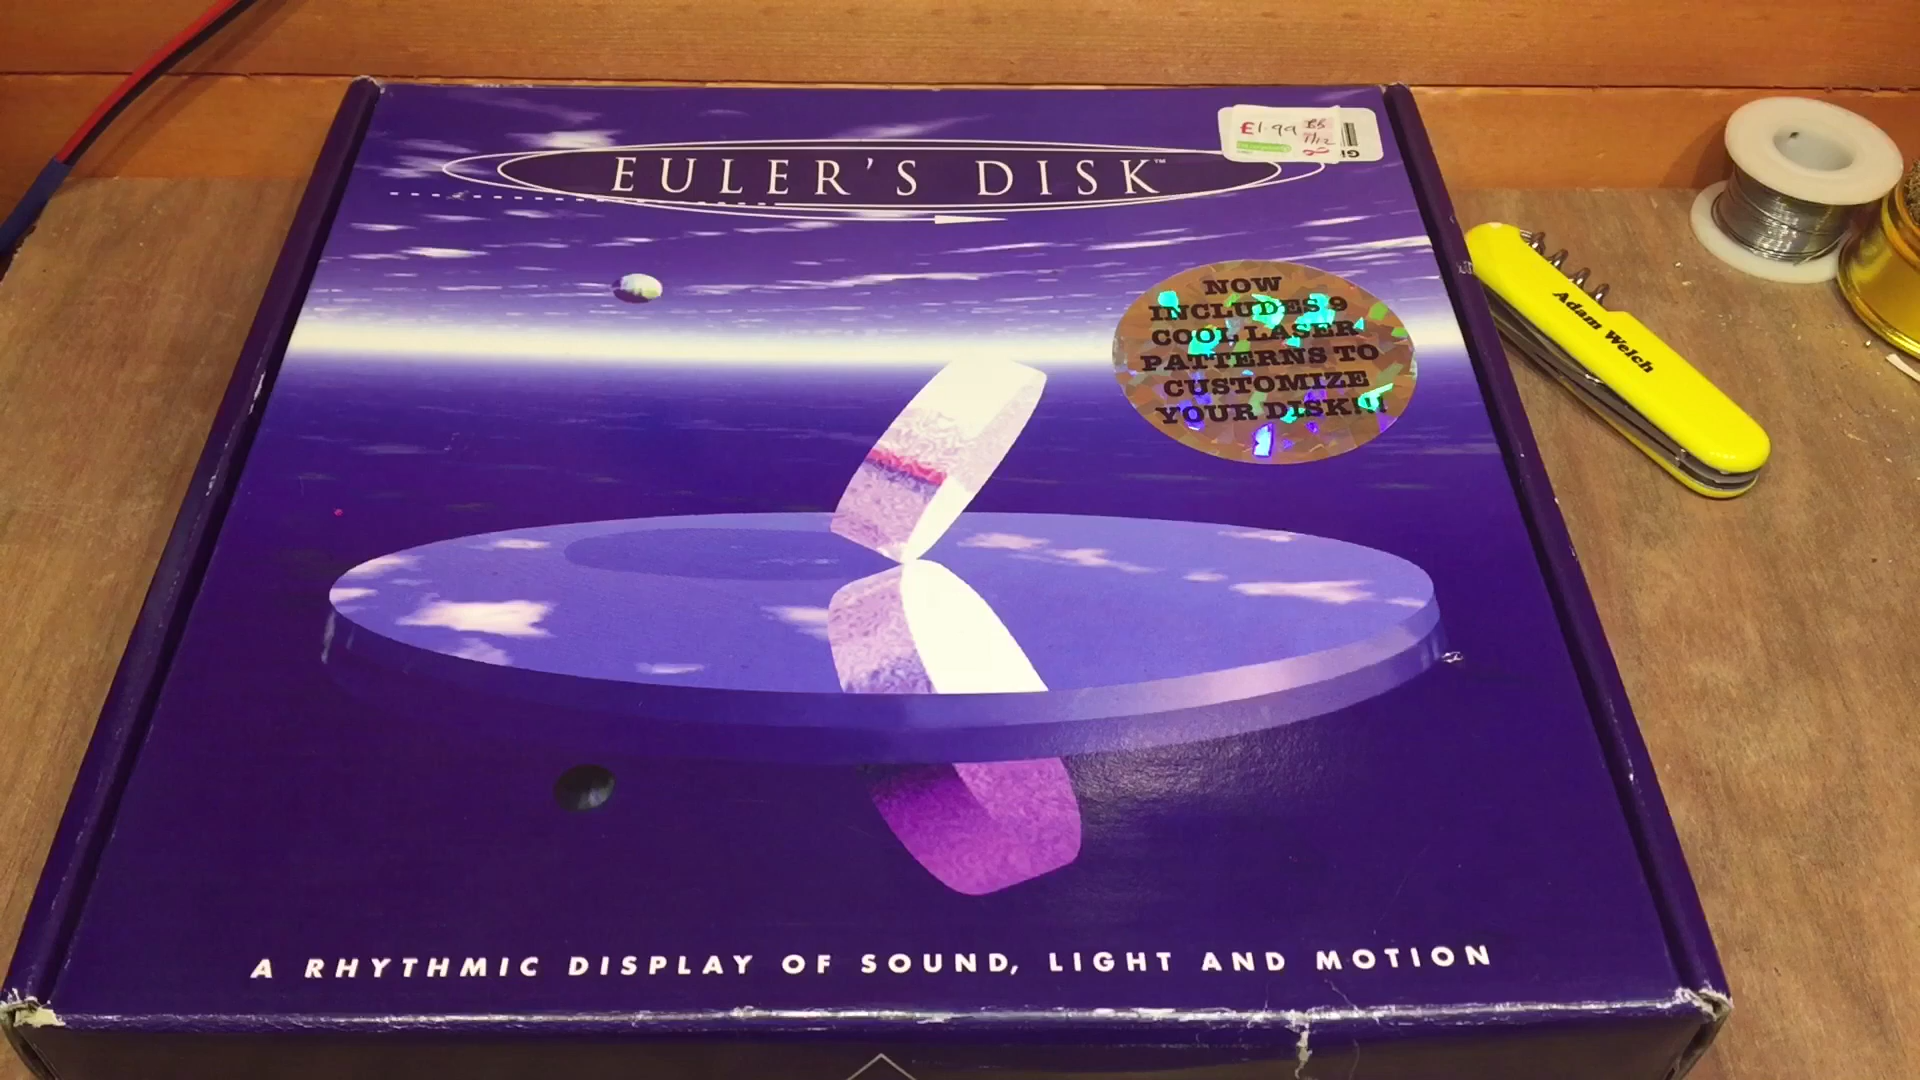 EULER'S DISK™
£1.99
NOW
INCLUDES 9
COOL LASER
PATTERNS TO
CUSTOMIZE
YOUR DISK!!!
Adam Welch
A RHYTHMIC DISPLAY OF SOUND, LIGHT AND MOTION